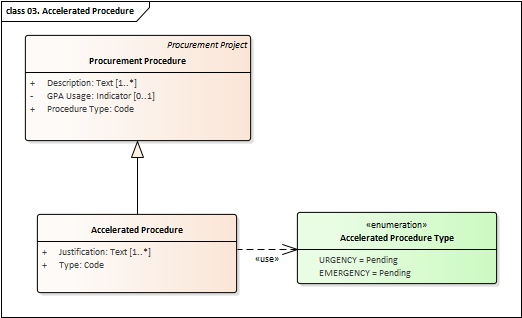 class 03. Accelerated Procedure
Procurement Project
Procurement Procedure
+ Description: Text [1..*]
- GPA Usage: Indicator [0..1]
+ Procedure Type: Code
Accelerated Procedure
+ Justification: Text [1..*]
+ Type: Code
«use»
«enumeration»
Accelerated Procedure Type
URGENCY = Pending
EMERGENCY = Pending